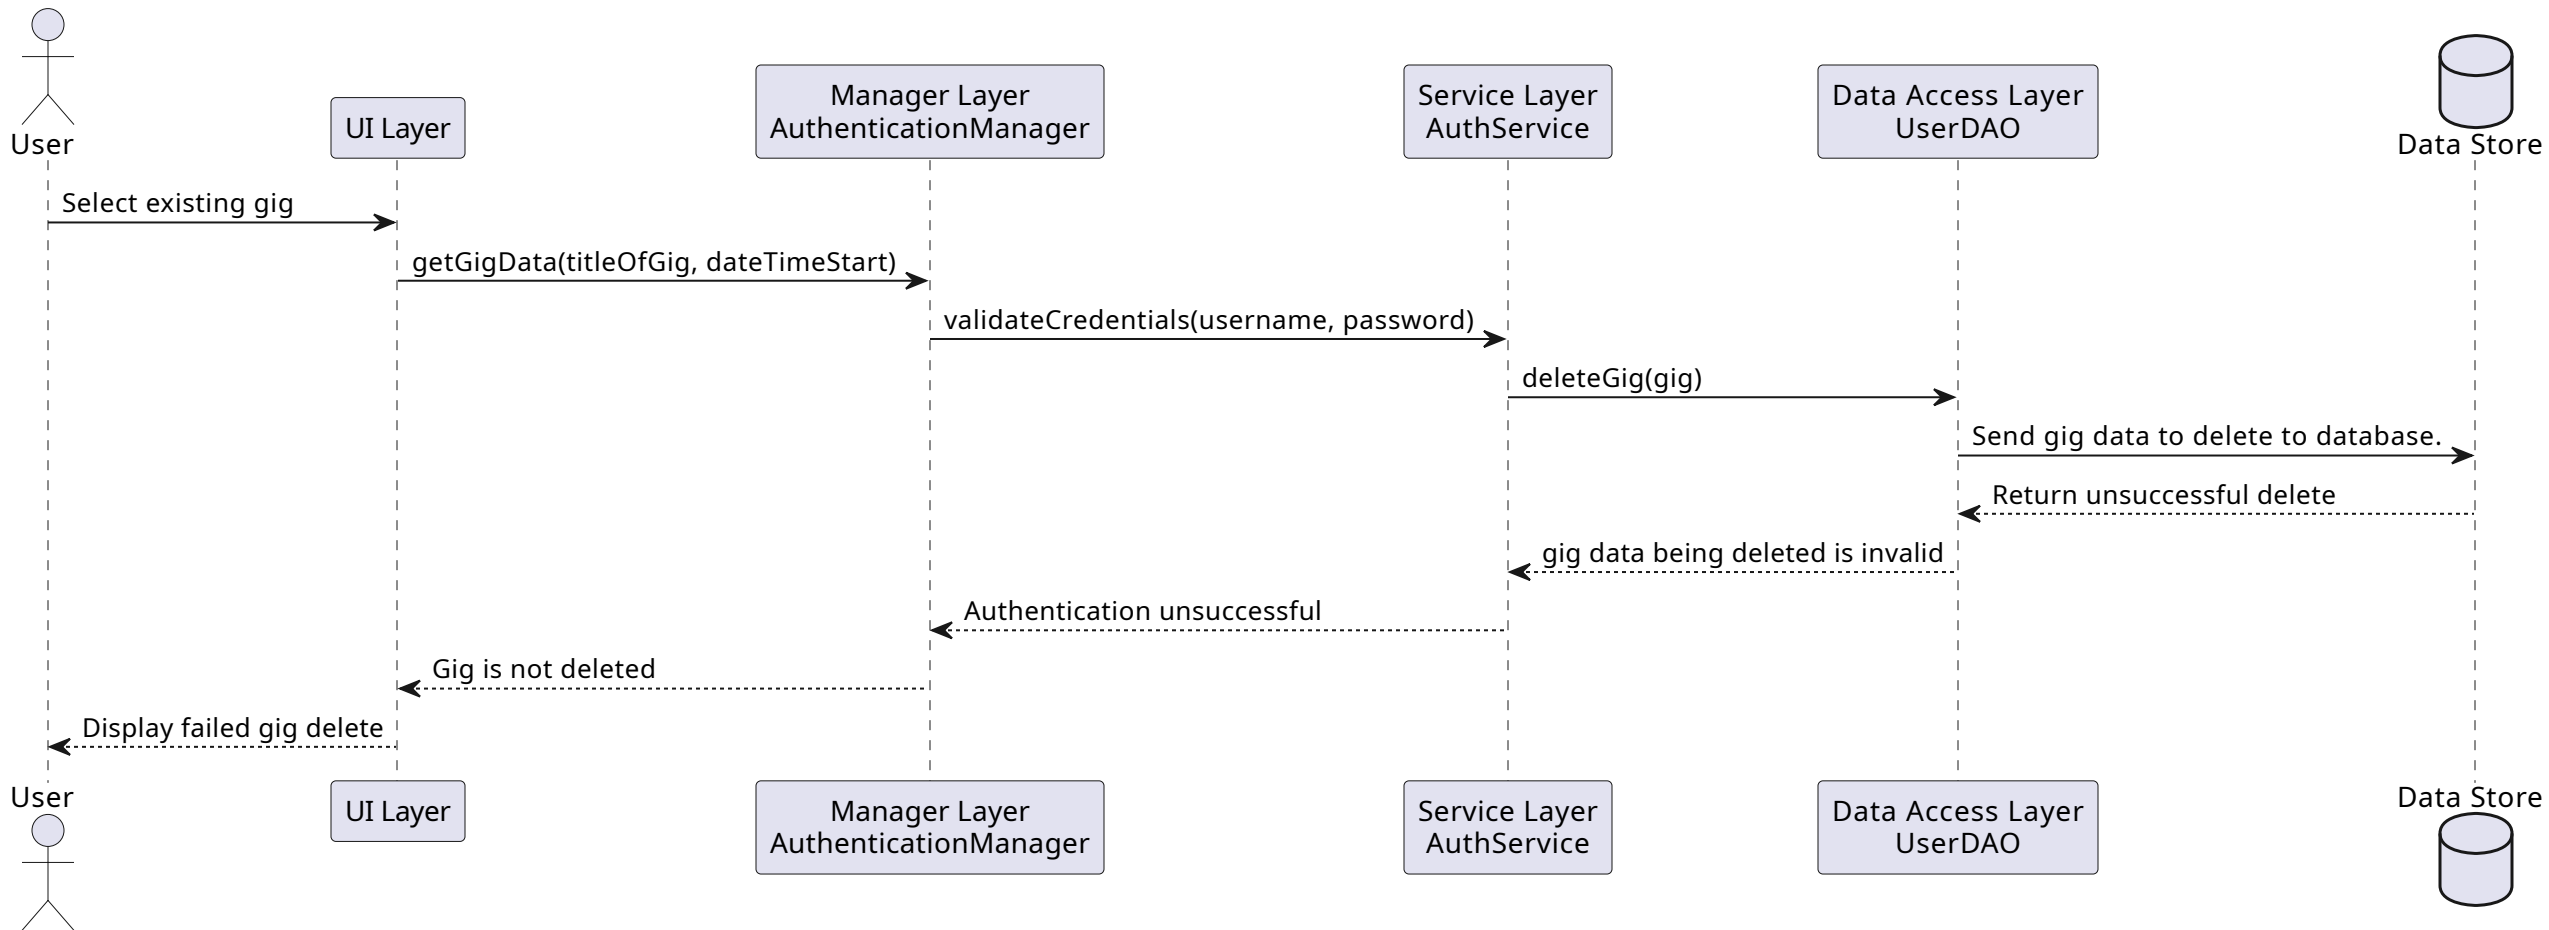 User
UI Layer
Manager Layer
AuthenticationManager
Service Layer
AuthService
Data Access Layer
UserDAO
Data Store
Select existing gig
getGigData(titleOfGig, dateTimeStart)
validateCredentials(username, password)
deleteGig(gig)
Send gig data to delete to database.
Return unsuccessful delete
gig data being deleted is invalid
Authentication unsuccessful
Gig is not deleted
Display failed gig delete
User
UI Layer
Manager Layer
AuthenticationManager
Service Layer
AuthService
Data Access Layer
UserDAO
Data Store